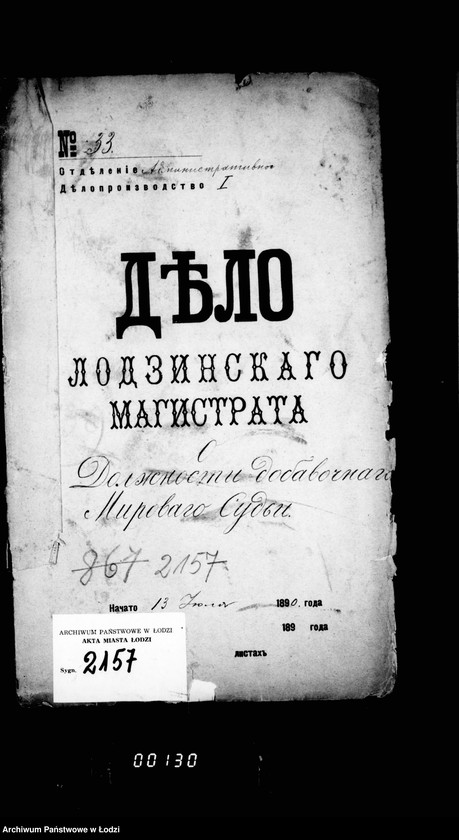 № 33.
Отдѣленіе Административное
Дѣлопроизводство I
ДѢЛО
ЛОДЗИНСКАГО
МАГИСТРАТА
О
Должности добавочнаго
Мироваго Судьи.
867 2157
Начато 13 Іюля 1890. года
189 года
листахъ
ARCHIWUM PAŃSTWOWE W ŁODZI
AKTA MIASTA ŁODZI
Sygn. 2157
00130
Archiwum Państwowe w Łodzi